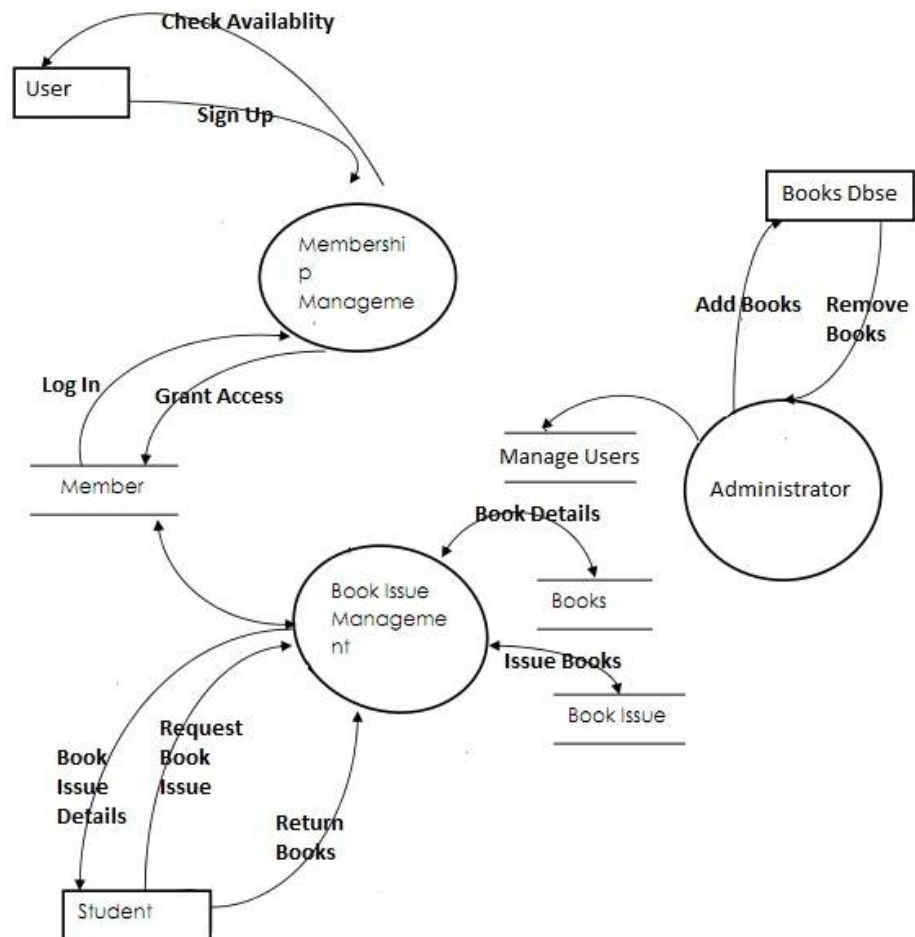 Check Availablity
User
Sign Up
Membershi
p
Manageme
Books Dbse
Add Books
Remove
Books
Log In
Grant Access
Manage Users
Administrator
Member
Book Details
Book Issue
Manageme
nt
Books
Issue Books
Book Issue
Request
Book
Issue
Book
Issue
Details
Return
Books
Student